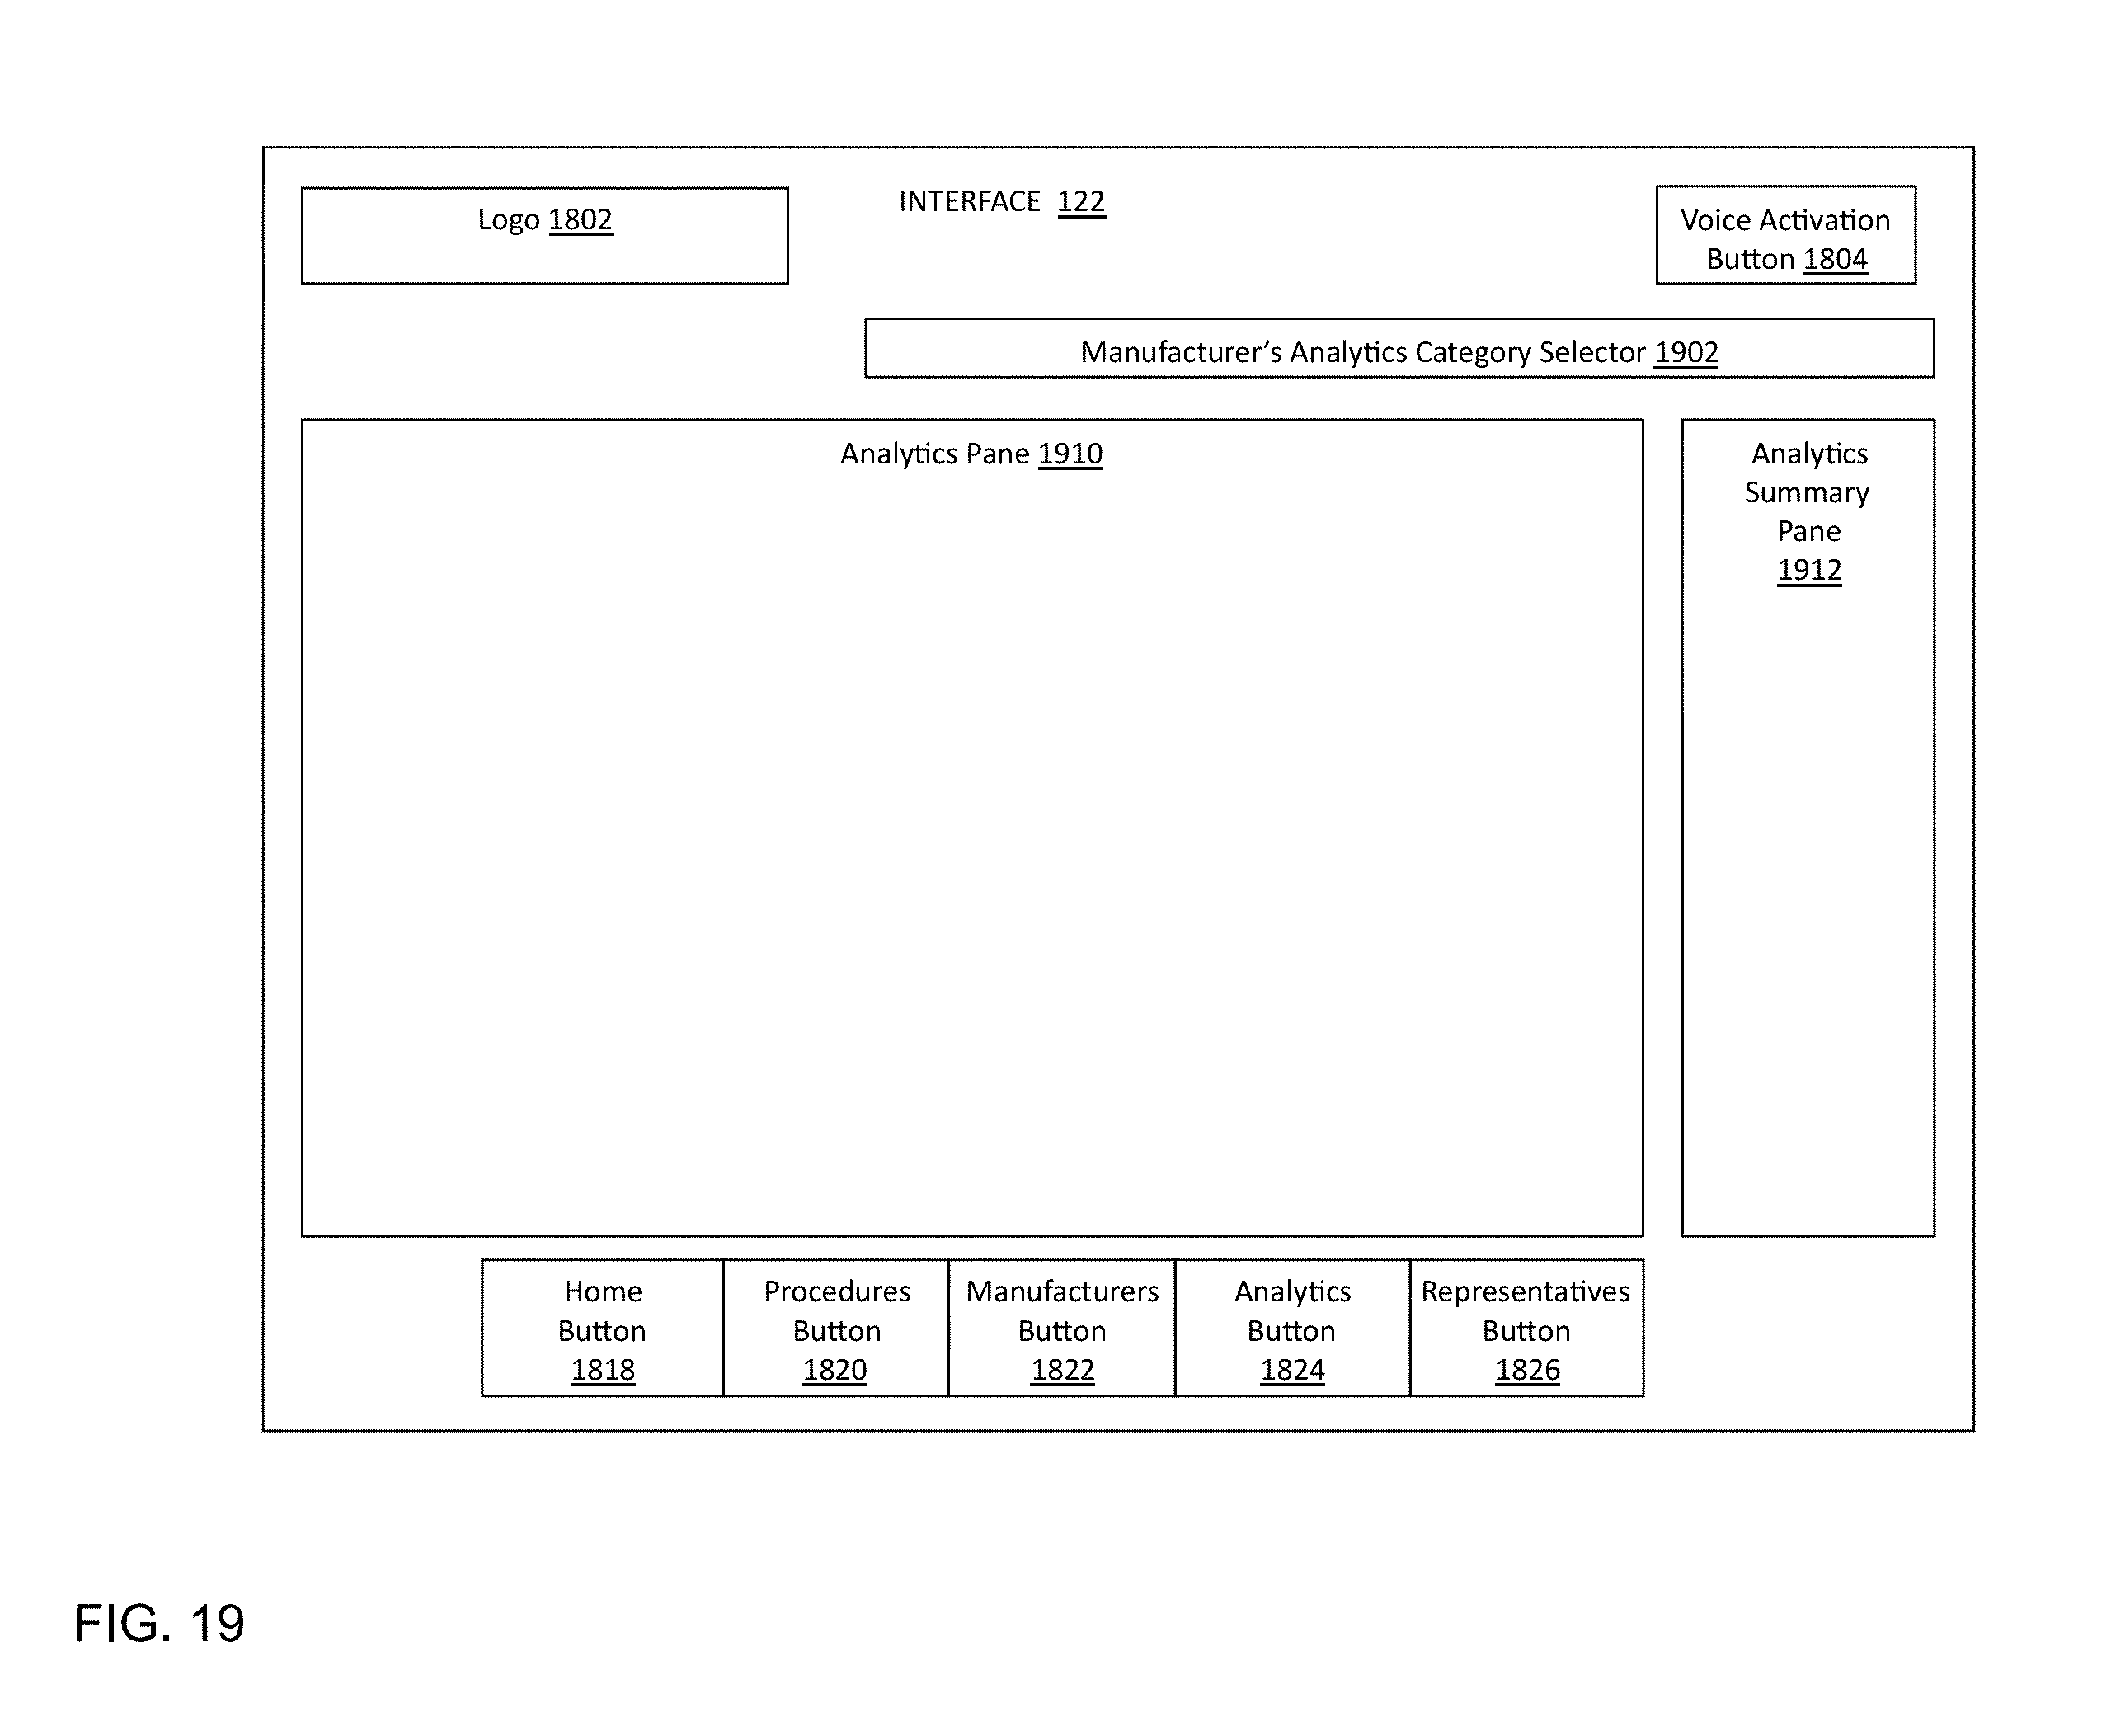 Logo 1802
INTERFACE 122
Voice Activation
Button 1804
Manufacturer’s Analytics Category Selector 1902
Analytics Pane 1910
Analytics
Summary
Pane
1912
Home
Button
1818
Procedures
Button
1820
Manufacturers
Button
1822
Analytics
Button
1824
Representatives
Button
1826
FIG. 19